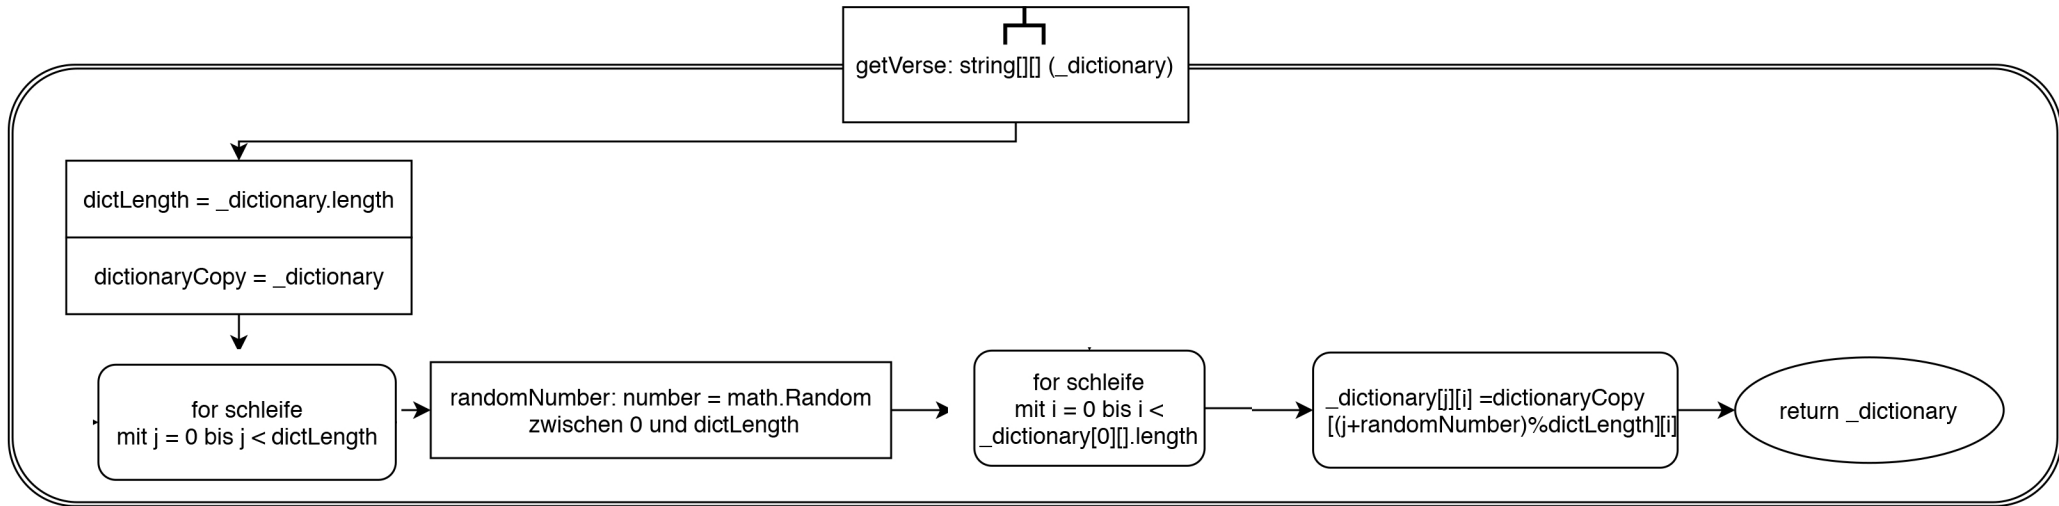 getVerse: string[][] (_dictionary)
dictLength = _dictionary.length
dictionaryCopy = _dictionary
for schleife
mit j = 0 bis j < dictLength
randomNumber: number = math.Random
zwischen 0 und dictLength
for schleife
mit i = 0 bis i <
_dictionary[0][].length
_dictionary[j][i] =dictionaryCopy
[(j+randomNumber)%dictLength][i]
return _dictionary